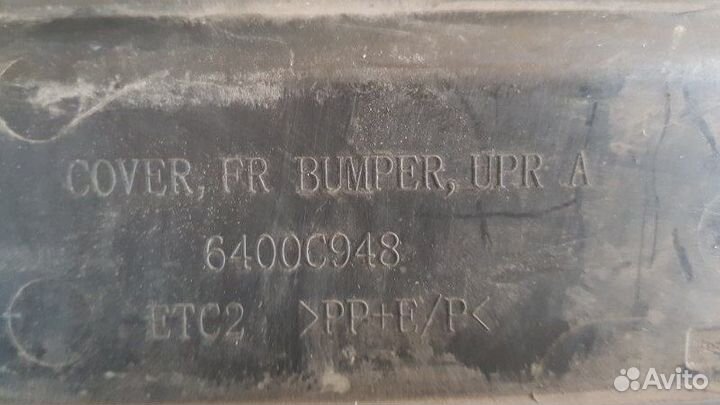 COVER, FR BUMPER, UPR A
6400C948
ETC2 >PP+E/P<
Avito